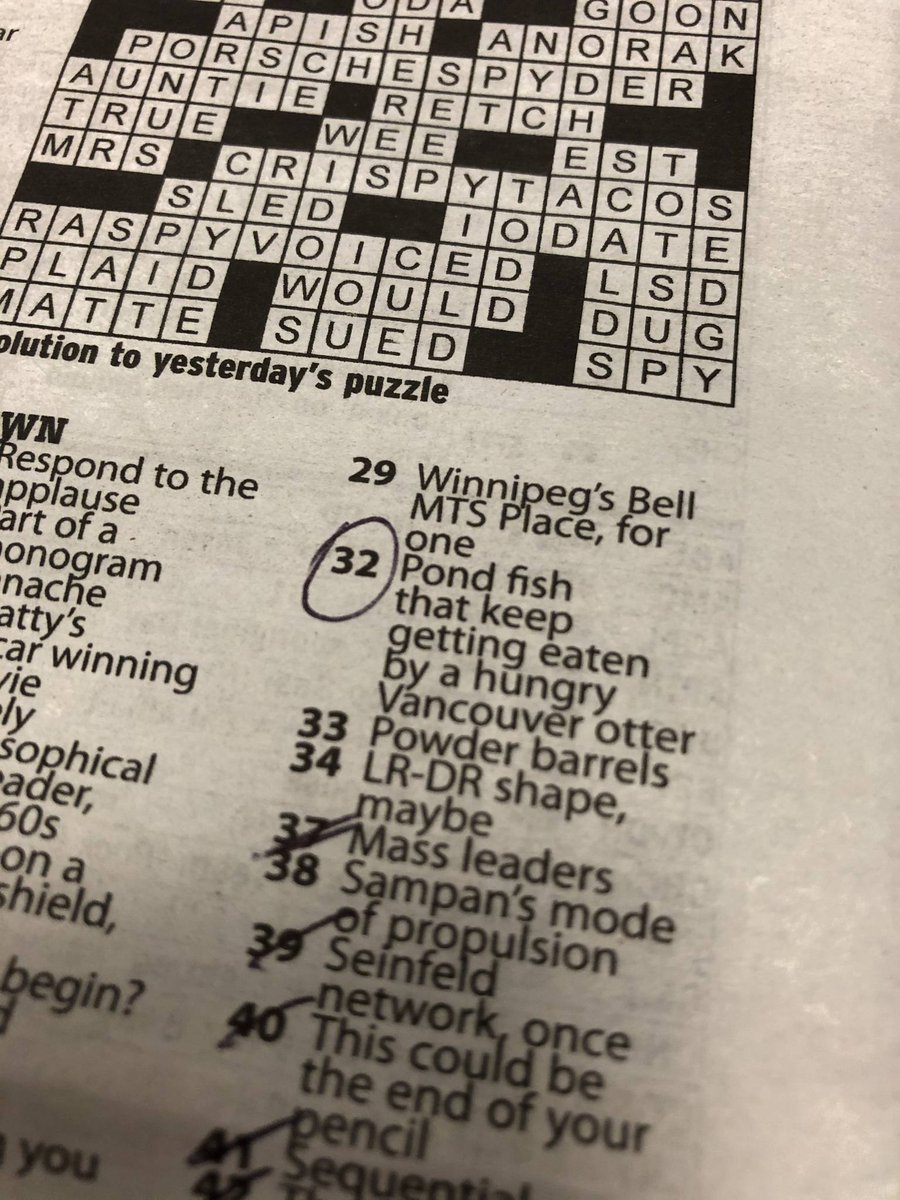 ODA GOON
ar APISH ANORAK
PORSCHESPYDER
AUNTIE RETCH
TRUE WEE EST
MRS CRISPYTACOS
SLED IODATE
RASPYVOICED LSD
PLAID WOULD DUG
MATTE SUED SPY
olution to yesterday's puzzle
WN
Respond to the
applause
art of a
onogram
nache
atty's
car winning
vie
ly
sophical
eader,
60s
on a
shield,
begin?
d
you
29 Winnipeg's Bell
MTS Place, for
one
32 Pond fish
that keep
getting eaten
by a hungry
Vancouver otter
33 Powder barrels
34 LR-DR shape,
maybe
37 Mass leaders
38 Sampan's mode
of propulsion
39 Seinfeld
network, once
40 This could be
the end of your
pencil
41 Sequential